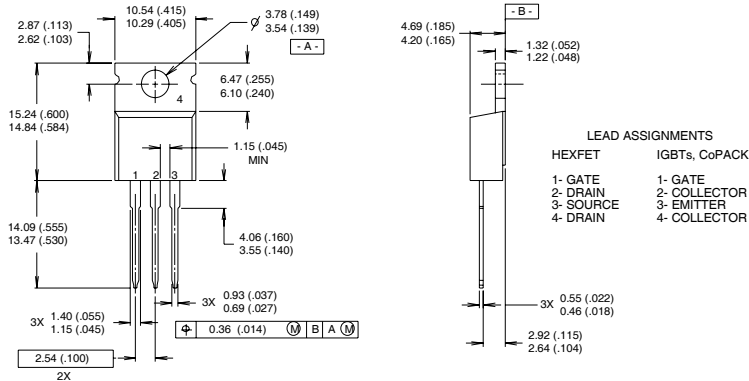 10.54 (.415)
10.29 (.405)
2.87 (.113)
2.62 (.103)
ø 3.78 (.149)
3.54 (.139)
- A -
4
6.47 (.255)
6.10 (.240)
15.24 (.600)
14.84 (.584)
1.15 (.045)
MIN
1 2 3
14.09 (.555)
13.47 (.530)
4.06 (.160)
3.55 (.140)
3X 0.93 (.037)
0.69 (.027)
3X 1.40 (.055)
1.15 (.045)
⌖ 0.36 (.014) Ⓜ B A Ⓜ
2.54 (.100)
2X
- B -
4.69 (.185)
4.20 (.165)
1.32 (.052)
1.22 (.048)
3X 0.55 (.022)
0.46 (.018)
2.92 (.115)
2.64 (.104)
LEAD ASSIGNMENTS
HEXFET IGBTs, CoPACK
1- GATE 1- GATE
2- DRAIN 2- COLLECTOR
3- SOURCE 3- EMITTER
4- DRAIN 4- COLLECTOR